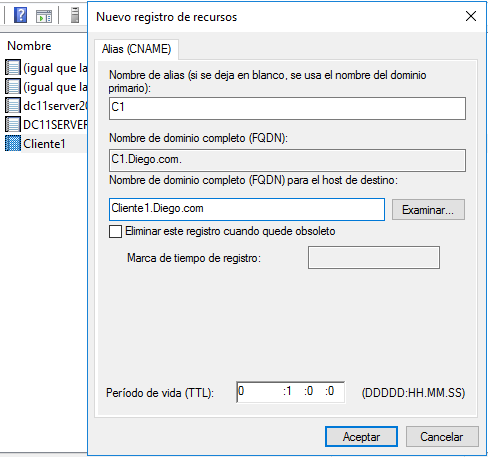 Nombre
(igual que la
(igual que la
dc11server20
DC11SERVER
Cliente1
Nuevo registro de recursos
Alias (CNAME)
Nombre de alias (si se deja en blanco, se usa el nombre del dominio
primario):
C1
Nombre de dominio completo (FQDN):
C1.Diego.com.
Nombre de dominio completo (FQDN) para el host de destino:
Cliente1.Diego.com
Examinar...
Eliminar este registro cuando quede obsoleto
Marca de tiempo de registro:
Período de vida (TTL): 0 :1 :0 :0 (DDDDD:HH.MM.SS)
Aceptar Cancelar